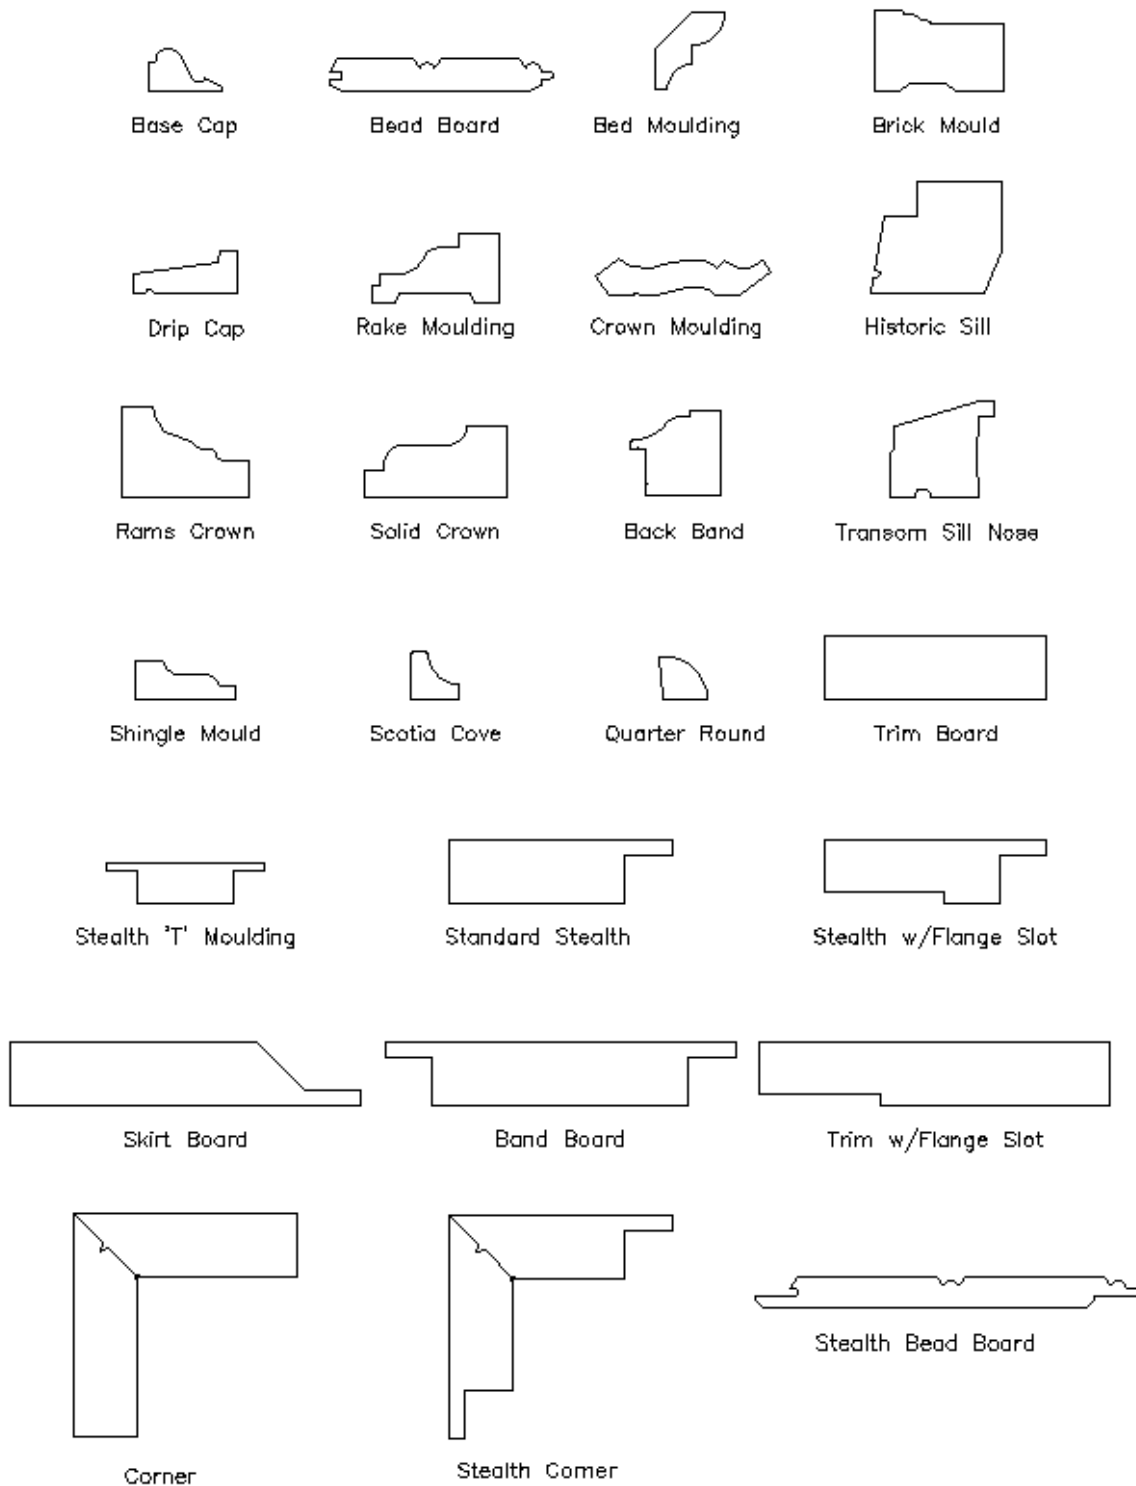 Base Cap
Bead Board
Bed Moulding
Brick Mould
Drip Cap
Rake Moulding
Crown Moulding
Historic Sill
Rams Crown
Solid Crown
Back Band
Transom Sill Nose
Shingle Mould
Scotia Cove
Quarter Round
Trim Board
Stealth 'T' Moulding
Standard Stealth
Stealth w/Flange Slot
Skirt Board
Band Board
Trim w/Flange Slot
Corner
Stealth Corner
Stealth Bead Board